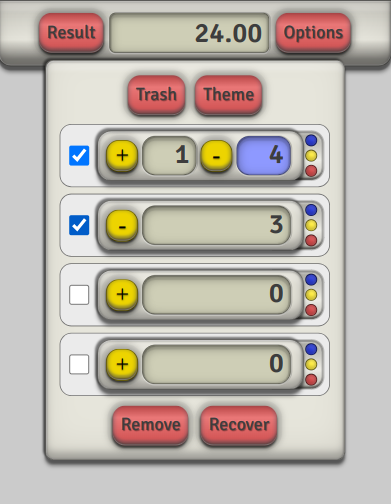 Result 24.00 Options
Trash Theme
+ 1 - 4
- 3
+ 0
+ 0
Remove Recover